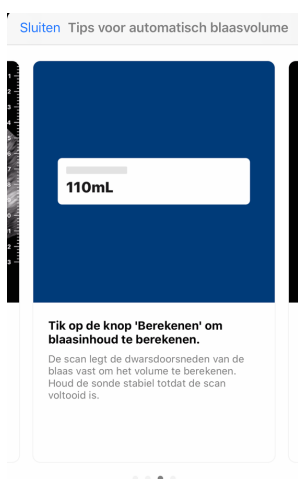 Sluiten Tips voor automatisch blaasvolume
110mL
Tik op de knop 'Berekenen' om
blaasinhoud te berekenen.
De scan legt de dwarsdoorsneden van de
blaas vast om het volume te berekenen.
Houd de sonde stabiel totdat de scan
voltooid is.